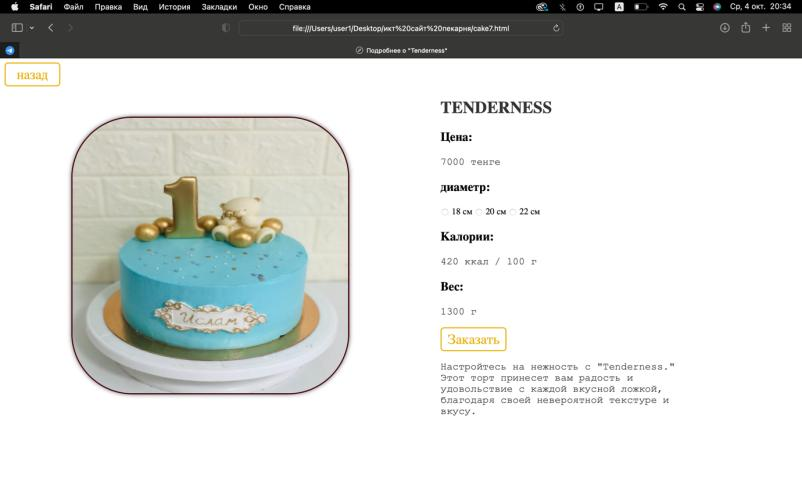 Safari Файл Правка Вид История Закладки Окно Справка A Ср, 4 окт. 20:34
file:///Users/user1/Desktop/икт%20сайт%20пекарня/cake7.html
Подробнее о "Tenderness"
назад
TENDERNESS
Цена:
7000 тенге
диаметр:
18 см 20 см 22 см
Калории:
420 ккал / 100 г
Вес:
1300 г
Заказать
Настройтесь на нежность с "Tenderness."
Этот торт принесет вам радость и
удовольствие с каждой вкусной ложкой,
благодаря своей невероятной текстуре и
вкусу.
1
Ислам